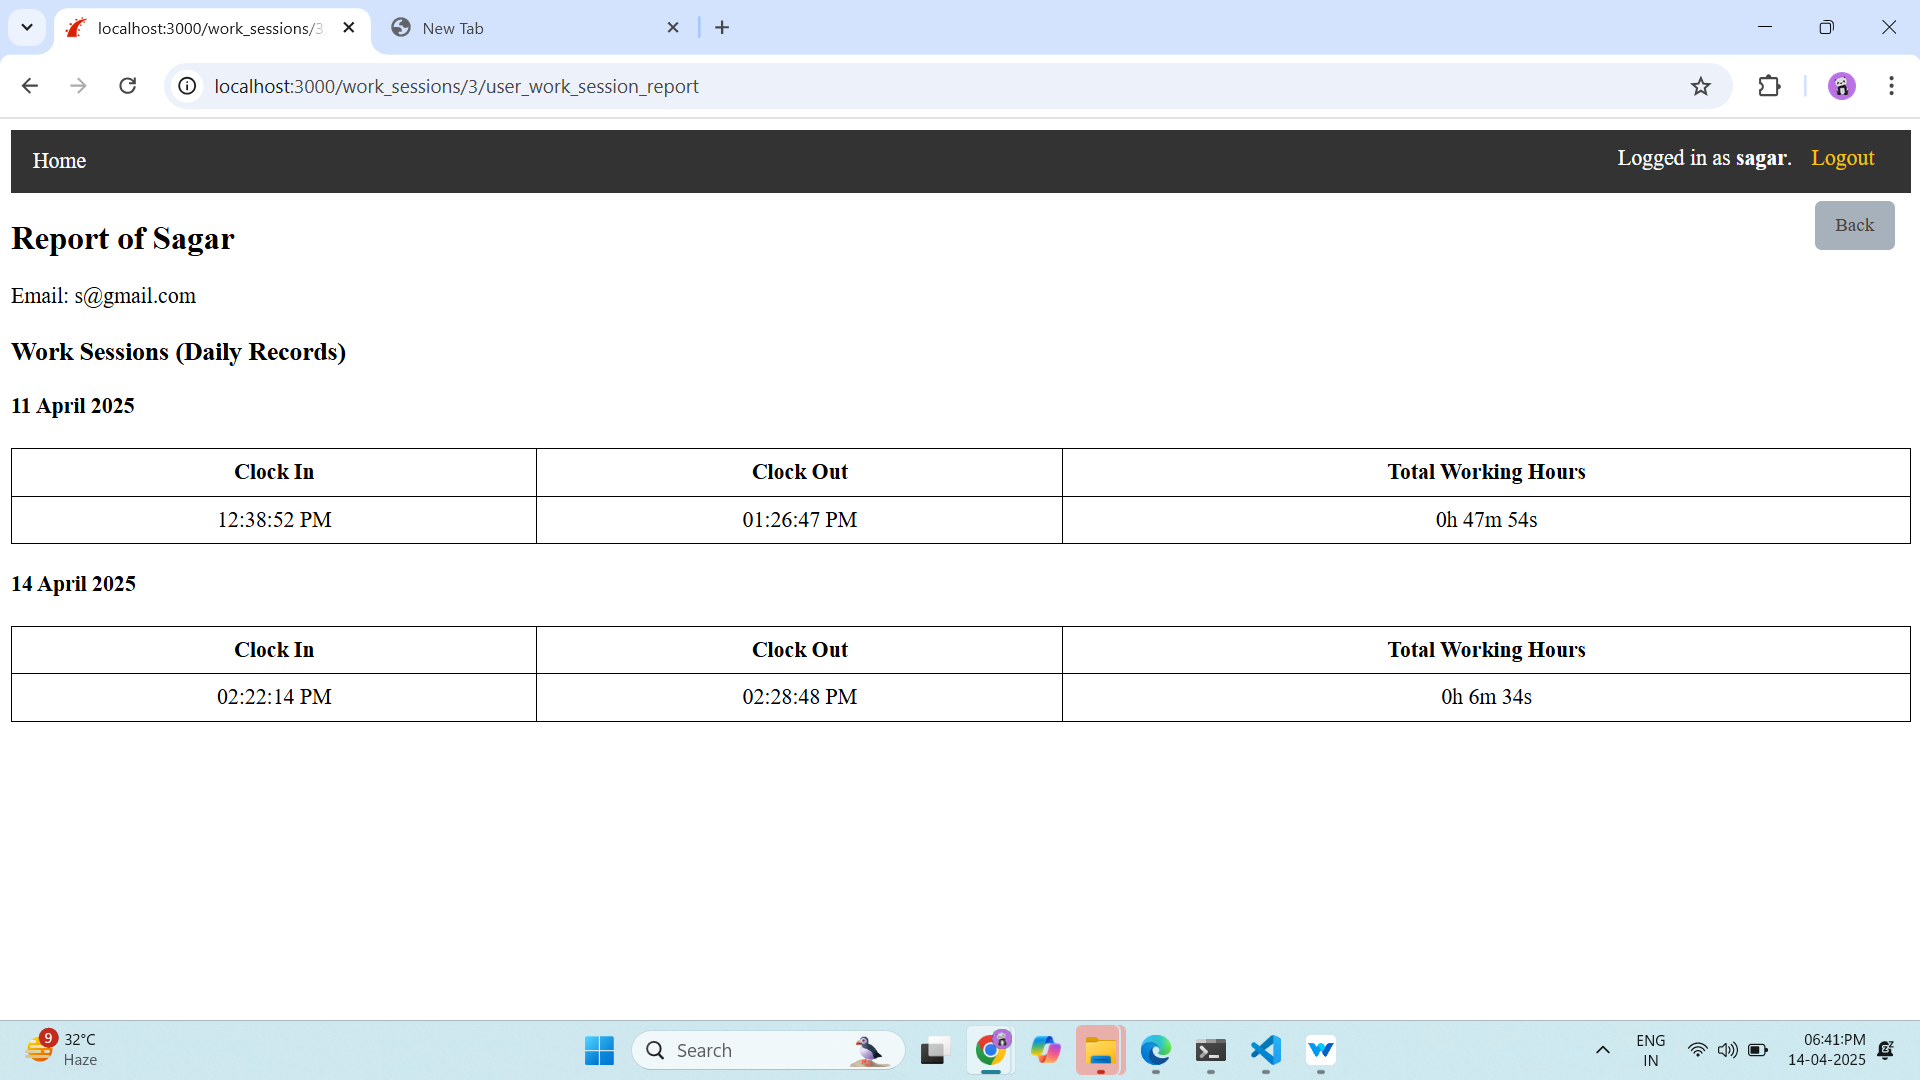 localhost:3000/work_sessions/3
New Tab
localhost:3000/work_sessions/3/user_work_session_report
Home
Logged in as sagar. Logout
Back
Report of Sagar
Email: s@gmail.com
Work Sessions (Daily Records)
11 April 2025
Clock In Clock Out Total Working Hours
12:38:52 PM 01:26:47 PM 0h 47m 54s
14 April 2025
Clock In Clock Out Total Working Hours
02:22:14 PM 02:28:48 PM 0h 6m 34s
9
32°C
Haze
Search
ENG
IN
06:41:PM
14-04-2025